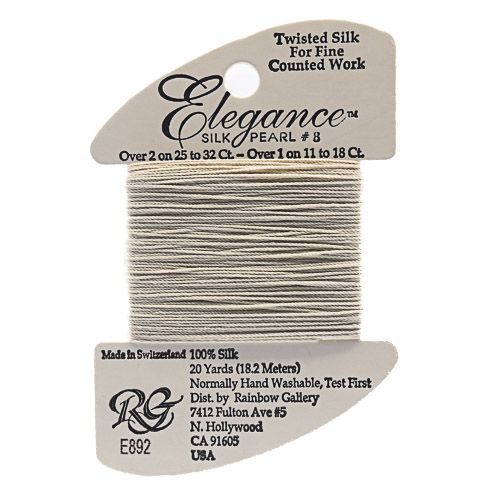 Twisted Silk
For Fine
Counted Work
Elegance™
SILK PEARL #8
Over 2 on 25 to 32 Ct. – Over 1 on 11 to 18 Ct.
Made in Switzerland
100% Silk
20 Yards (18.2 Meters)
Normally Hand Washable, Test First
Dist. by Rainbow Gallery
7412 Fulton Ave #5
N. Hollywood
CA 91605
USA
RG
E892